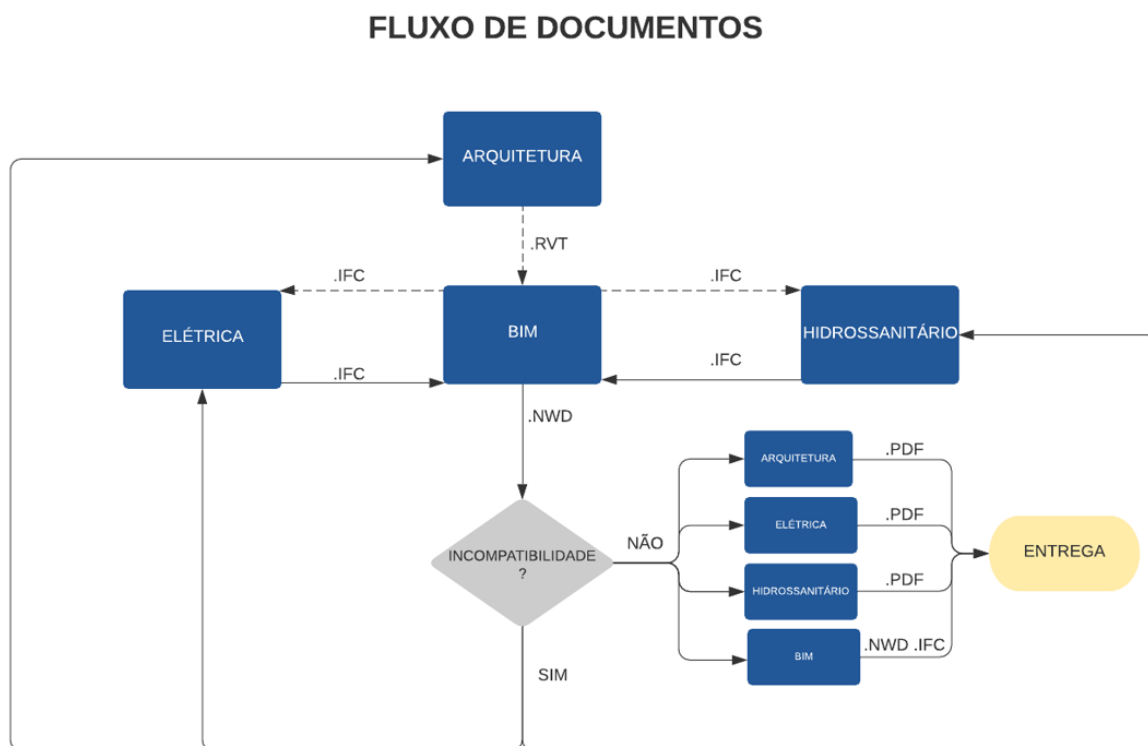 FLUXO DE DOCUMENTOS
ARQUITETURA
.RVT
.IFC
.IFC
ELÉTRICA
BIM
HIDROSSANITÁRIO
.IFC
.IFC
.NWD
ARQUITETURA
.PDF
ELÉTRICA
.PDF
INCOMPATIBILIDADE
?
NÃO
ENTREGA
HIDROSSANITÁRIO
.PDF
BIM
.NWD .IFC
SIM